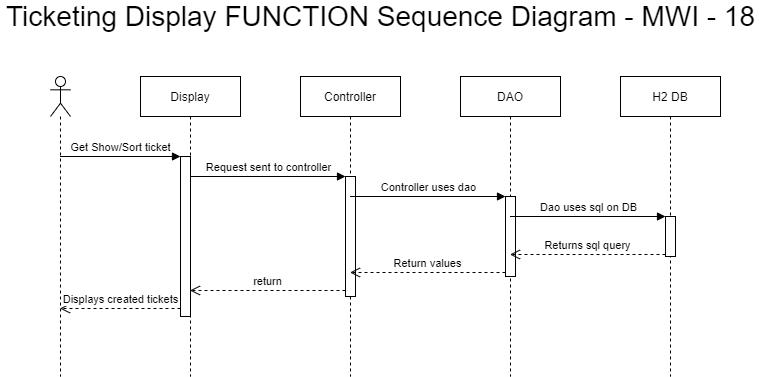 Ticketing Display FUNCTION Sequence Diagram - MWI - 18
Display
Controller
DAO
H2 DB
Get Show/Sort ticket
Request sent to controller
Controller uses dao
Dao uses sql on DB
Returns sql query
Return values
return
Displays created tickets